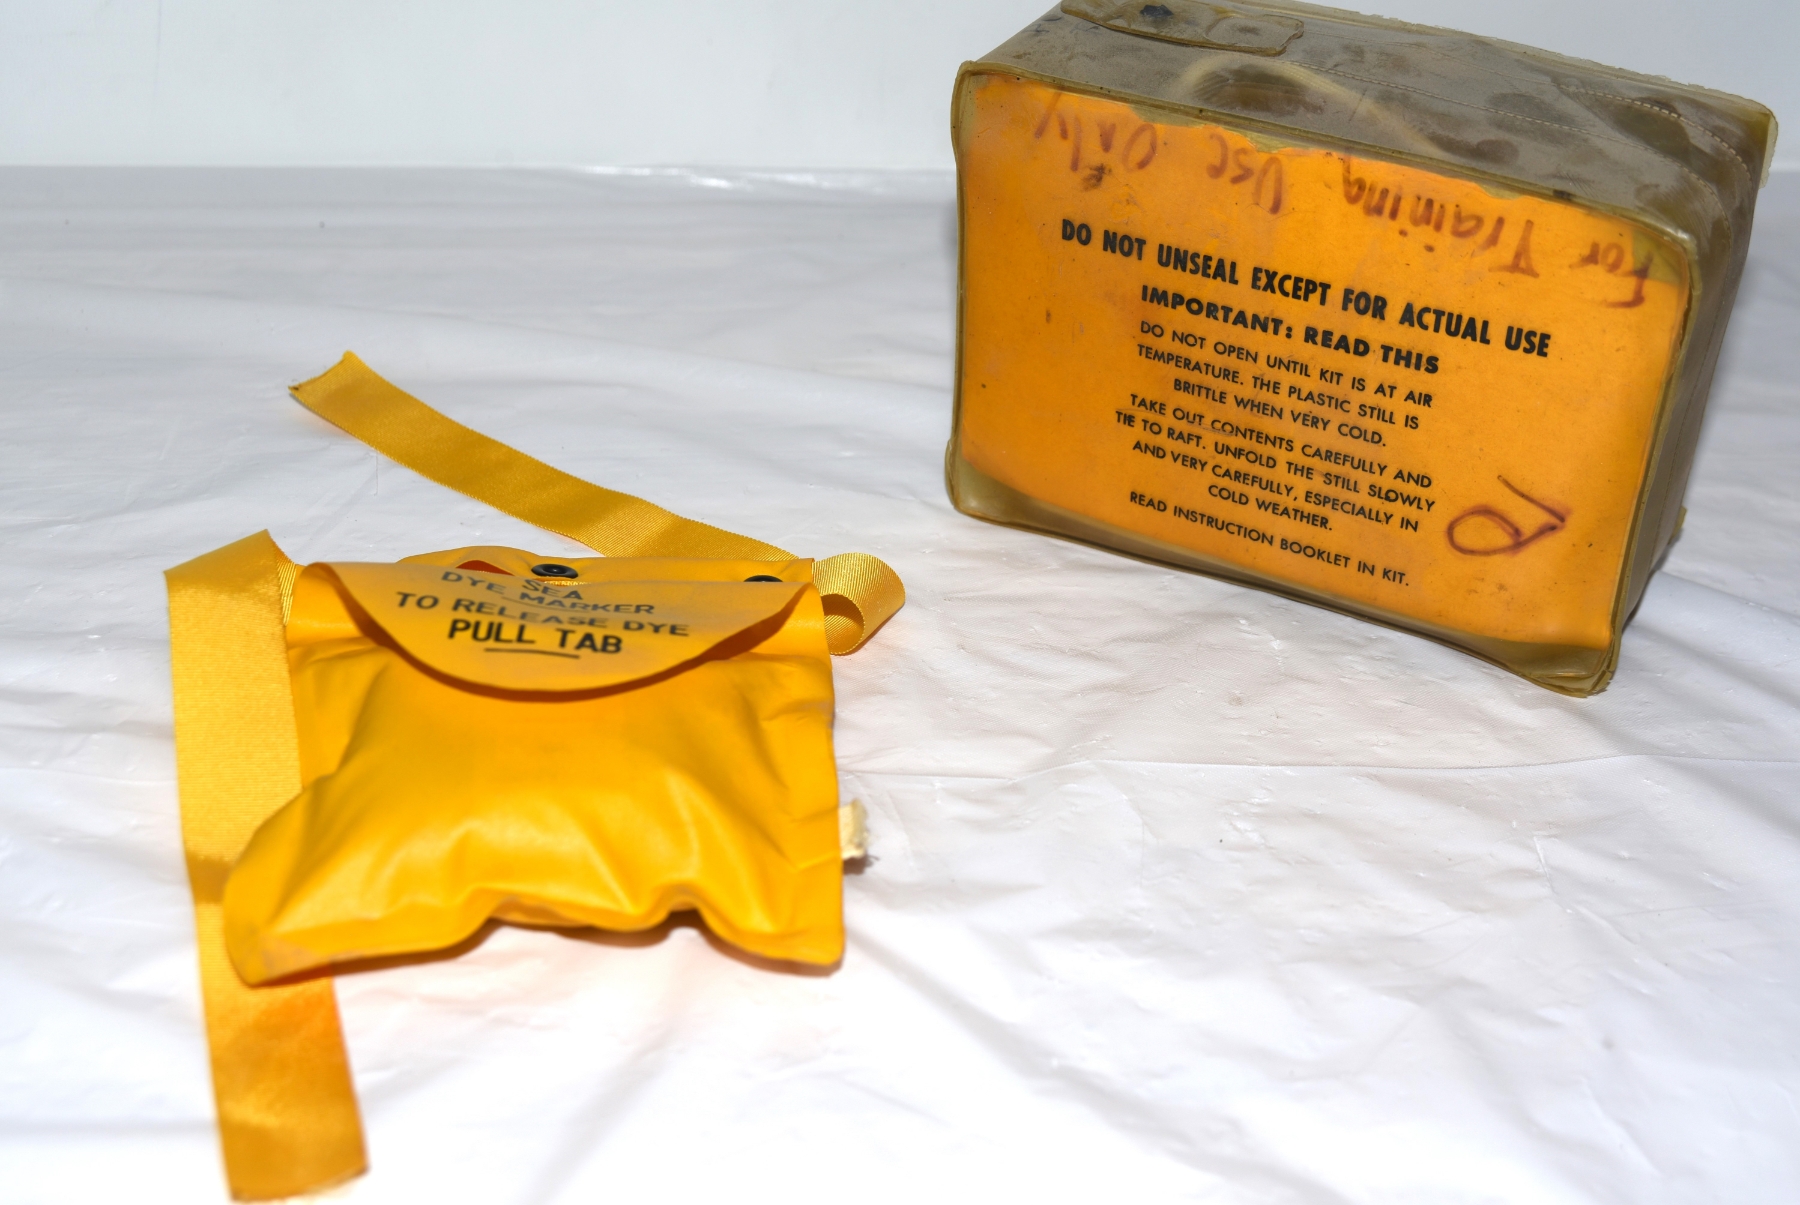 SEA
DYE MARKER
TO RELEASE DYE
PULL TAB
For Training Use Only
DO NOT UNSEAL EXCEPT FOR ACTUAL USE
IMPORTANT: READ THIS
DO NOT OPEN UNTIL KIT IS AT AIR
TEMPERATURE. THE PLASTIC STILL IS
BRITTLE WHEN VERY COLD.
TAKE OUT CONTENTS CAREFULLY AND
TIE TO RAFT. UNFOLD THE STILL SLOWLY
AND VERY CAREFULLY, ESPECIALLY IN
COLD WEATHER.
READ INSTRUCTION BOOKLET IN KIT.